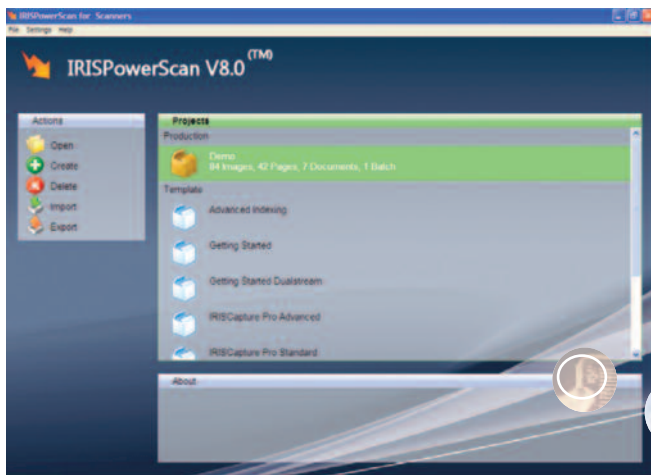 IRISPowerScan for Scanners
File Settings Help
IRISPowerScan V8.0 (TM)
Actions
Open
Create
Delete
Import
Export
Projects
Production
Demo
84 Images, 42 Pages, 7 Documents, 1 Batch
Template
Advanced Indexing
Getting Started
Getting Started Dualstream
IRISCapture Pro Advanced
IRISCapture Pro Standard
About